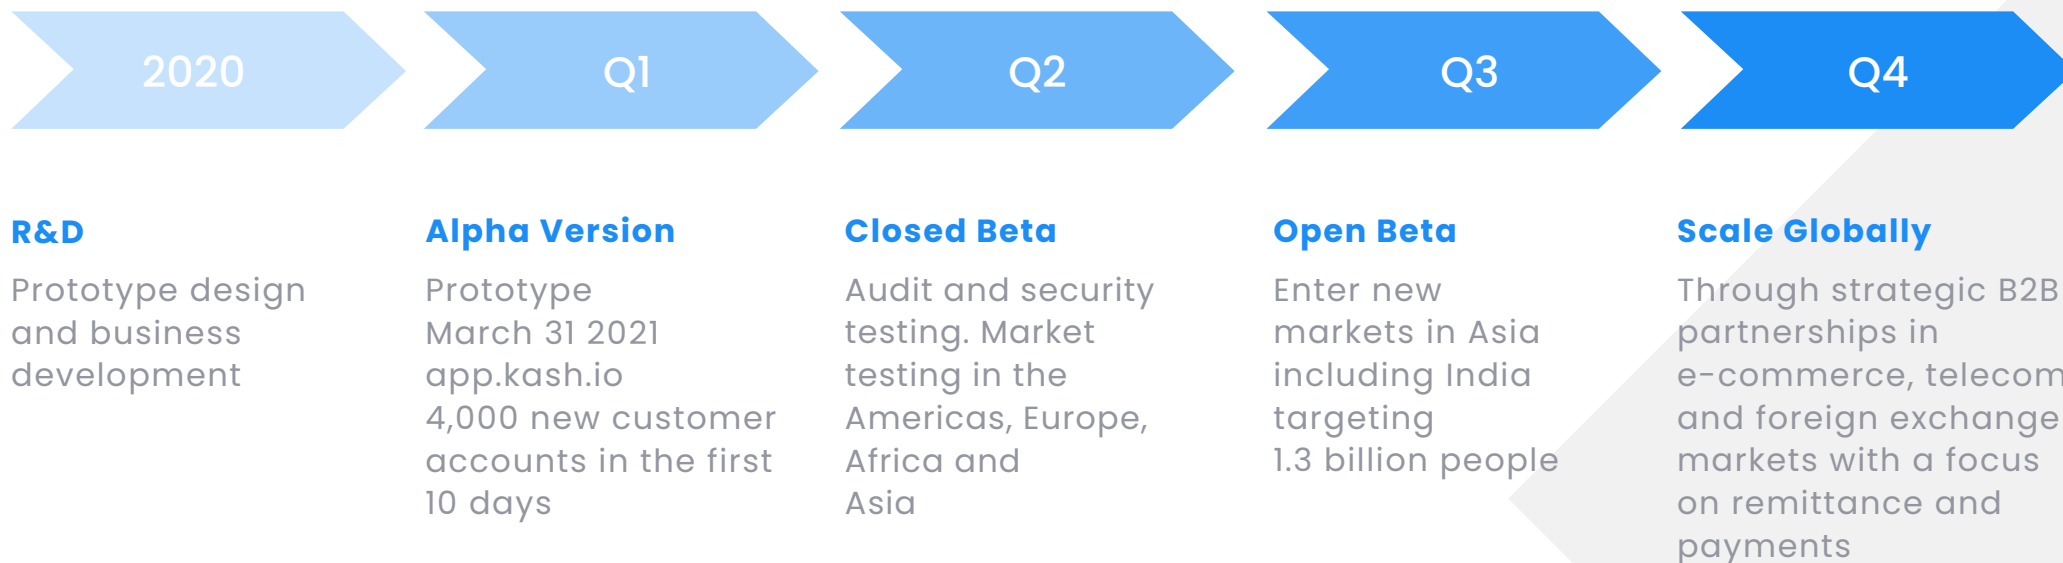 2020
Q1
Q2
Q3
Q4
R&D
Prototype design
and business
development
Alpha Version
Prototype
March 31 2021
app.kash.io
4,000 new customer
accounts in the first
10 days
Closed Beta
Audit and security
testing. Market
testing in the
Americas, Europe,
Africa and
Asia
Open Beta
Enter new
markets in Asia
including India
targeting
1.3 billion people
Scale Globally
Through strategic B2B
partnerships in
e-commerce, telecom
and foreign exchange
markets with a focus
on remittance and
payments